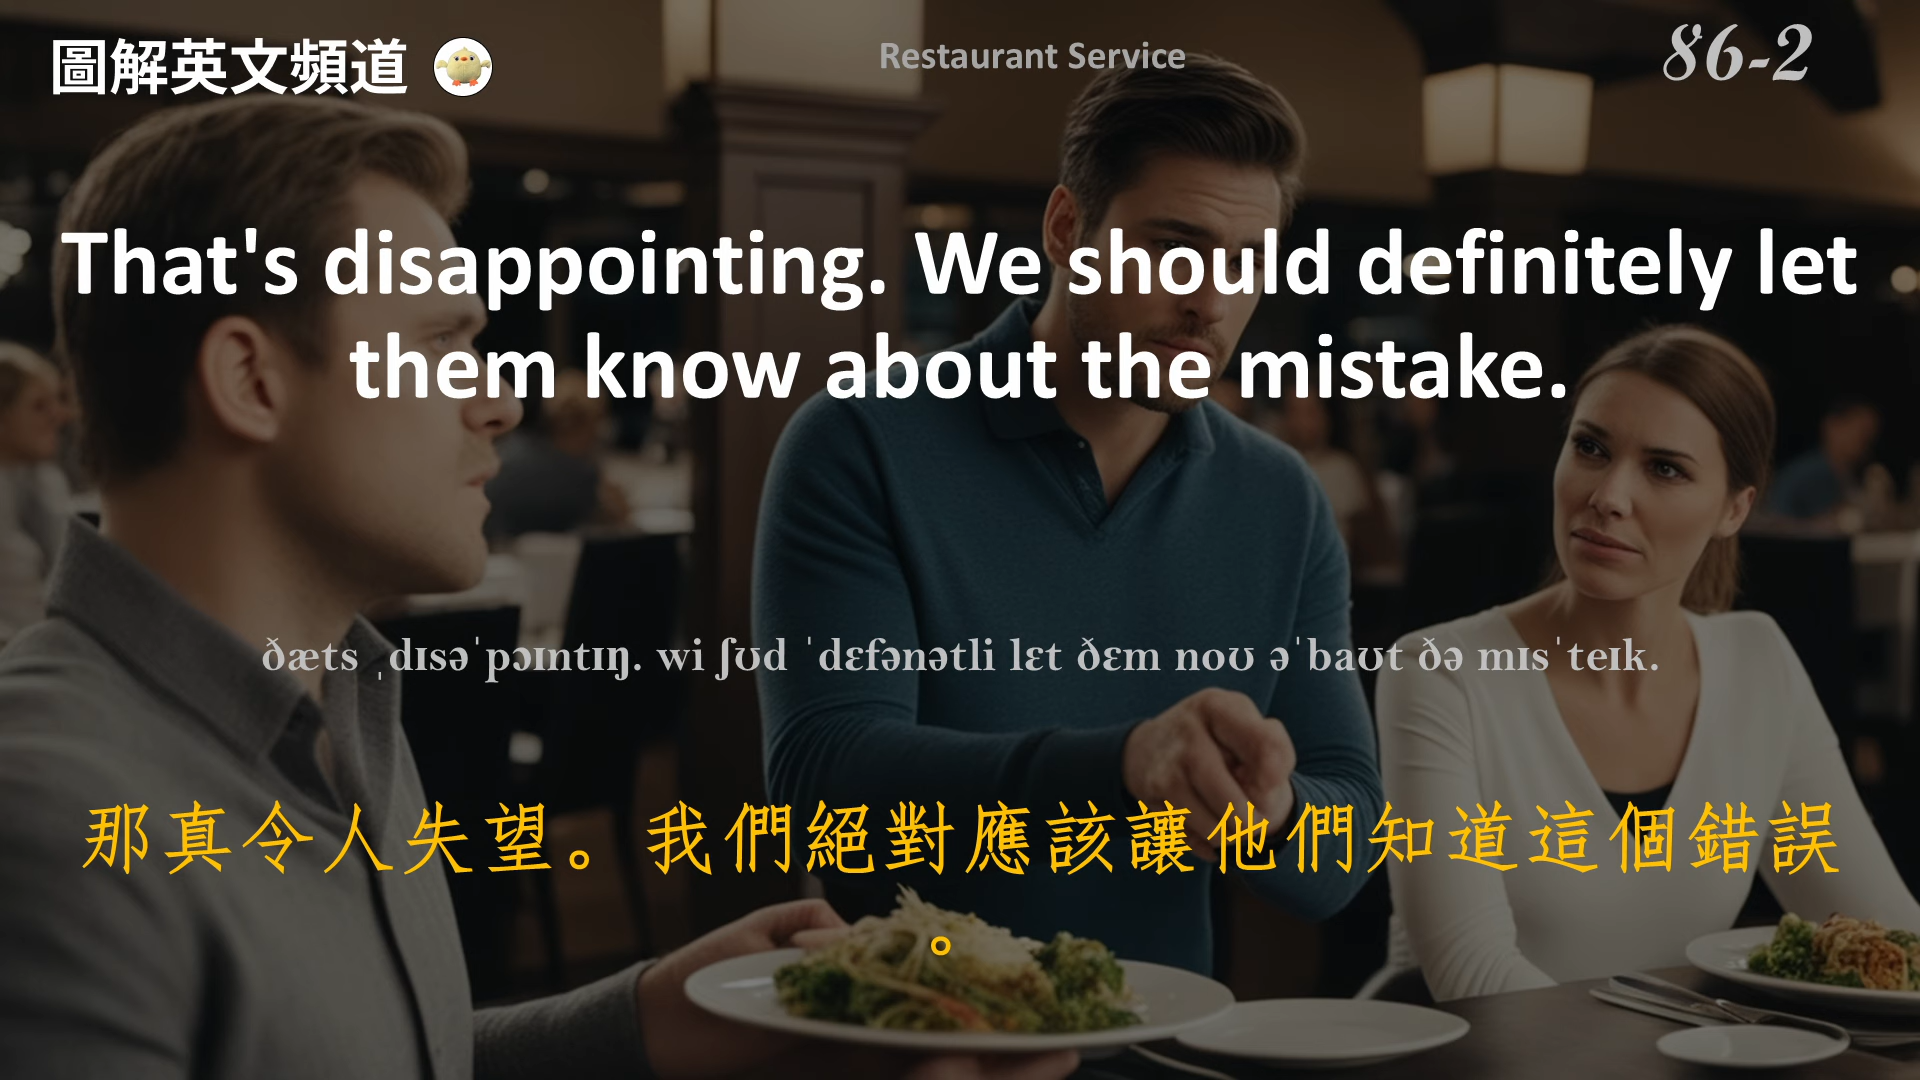 圖解英文頻道
Restaurant Service
86-2
That's disappointing. We should definitely let
them know about the mistake.
ðæts ˌdɪsəˈpɔɪntɪŋ. wi ʃʊd ˈdɛfənətli lɛt ðɛm noʊ əˈbaʊt ðə mɪsˈteɪk.
那真令人失望。我們絕對應該讓他們知道這個錯誤
。